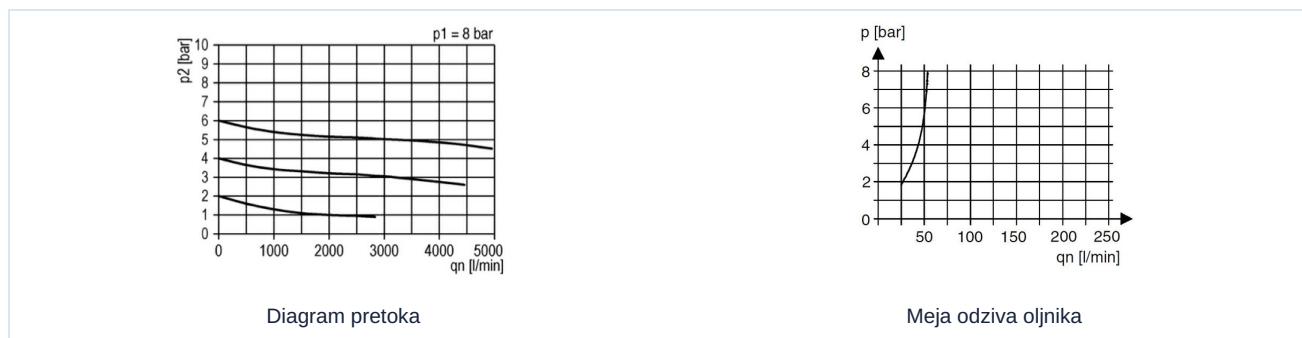 p1 = 8 bar
p2 [bar]
10
9
8
7
6
5
4
3
2
1
0
0 1000 2000 3000 4000 5000
qn [l/min]
Diagram pretoka
p [bar]
8
6
4
2
0
50 100 150 200 250
qn [l/min]
Meja odziva oljnika